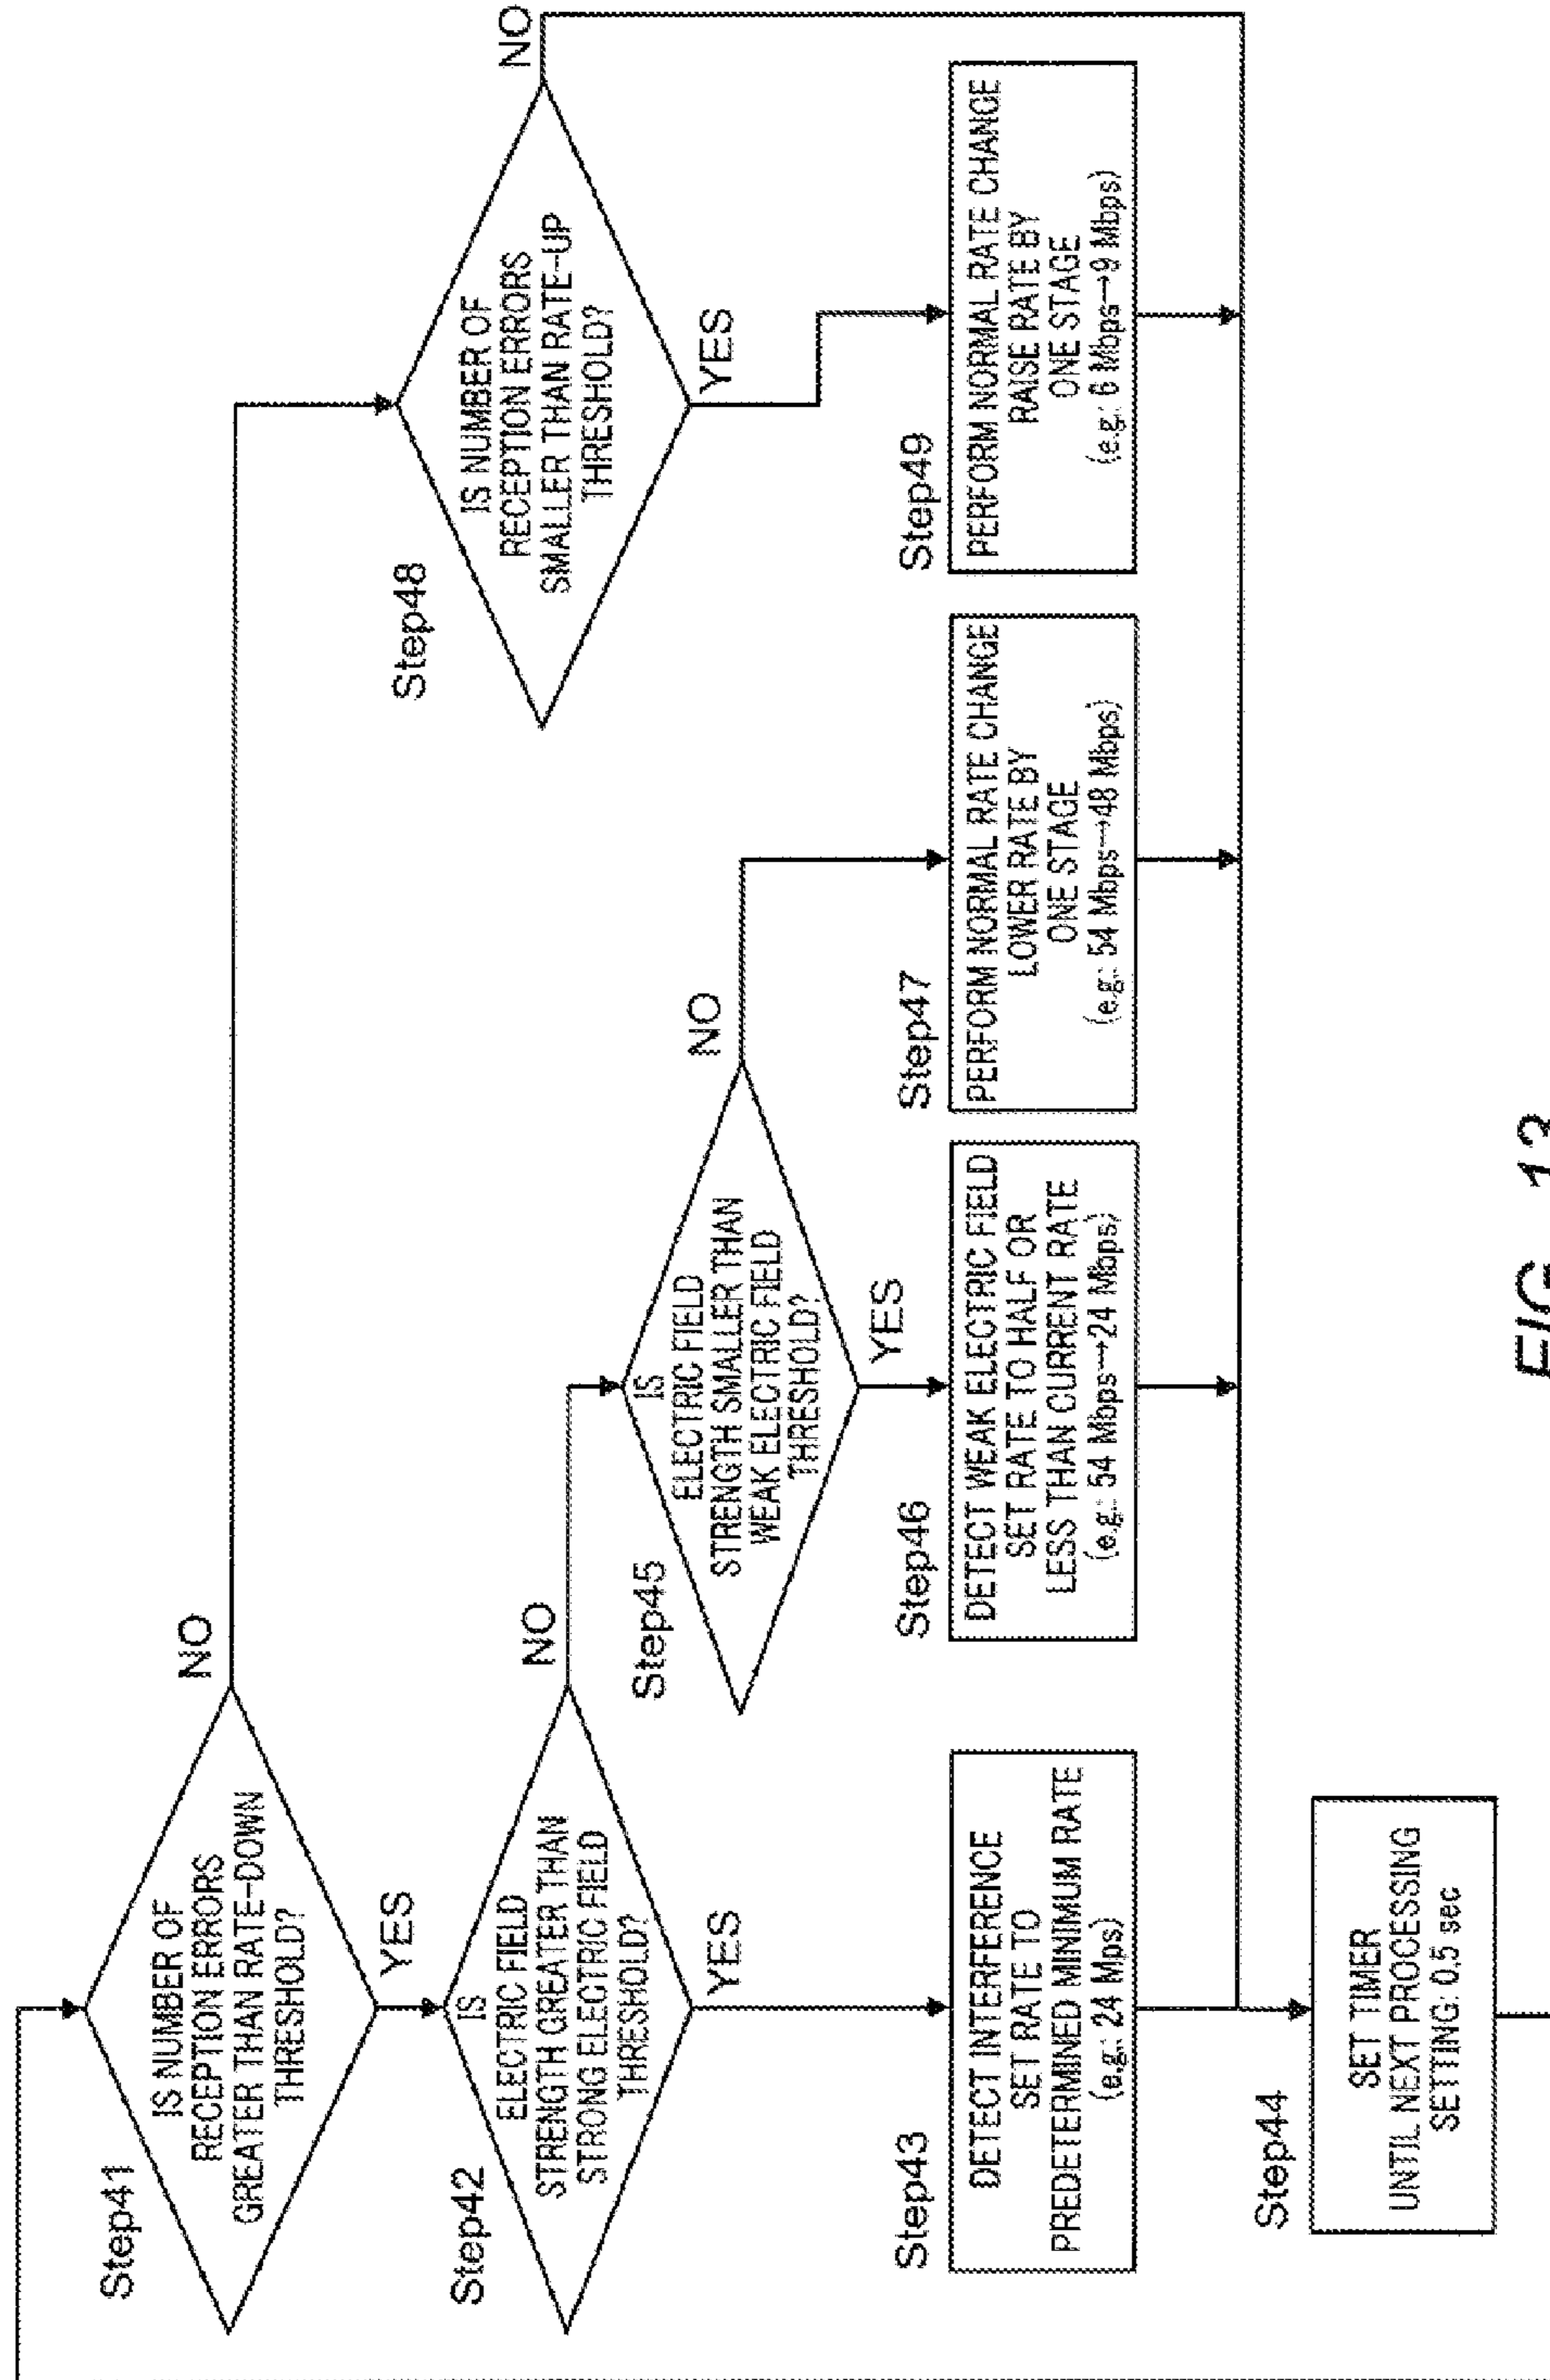 Step41
IS NUMBER OF
RECEPTION ERRORS
GREATER THAN RATE-DOWN
THRESHOLD?
NO
YES
Step42
IS
ELECTRIC FIELD
STRENGTH GREATER THAN
STRONG ELECTRIC FIELD
THRESHOLD?
NO
YES
Step43
DETECT INTERFERENCE
SET RATE TO
PREDETERMINED MINIMUM RATE
(e.g.: 24 Mps)
Step44
SET TIMER
UNTIL NEXT PROCESSING
SETTING: 0.5 sec
Step45
IS
ELECTRIC FIELD
STRENGTH SMALLER THAN
WEAK ELECTRIC FIELD
THRESHOLD?
NO
YES
Step46
DETECT WEAK ELECTRIC FIELD
SET RATE TO HALF OR
LESS THAN CURRENT RATE
(e.g.: 54 Mbps→24 Mbps)
Step47
PERFORM NORMAL RATE CHANGE
LOWER RATE BY
ONE STAGE
(e.g.: 54 Mbps→48 Mbps)
Step48
IS NUMBER OF
RECEPTION ERRORS
SMALLER THAN RATE-UP
THRESHOLD?
NO
YES
Step49
PERFORM NORMAL RATE CHANGE
RAISE RATE BY
ONE STAGE
(e.g.: 6 Mbps→9 Mbps)
FIG. 13